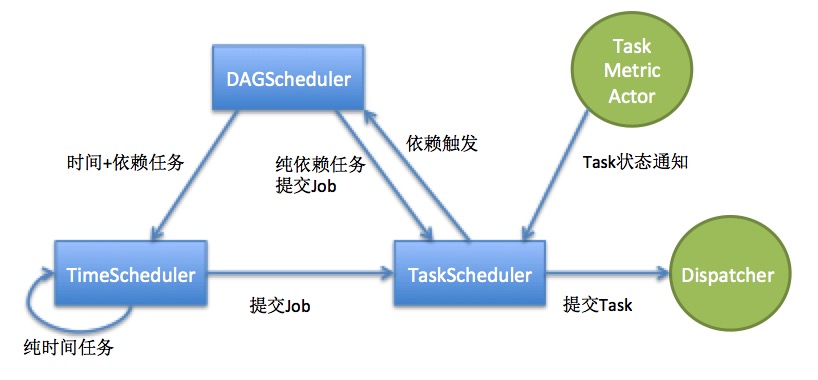 DAGScheduler
Task
Metric
Actor
时间+依赖任务
纯依赖任务
提交Job
依赖触发
Task状态通知
TimeScheduler
TaskScheduler
Dispatcher
提交Job
提交Task
纯时间任务